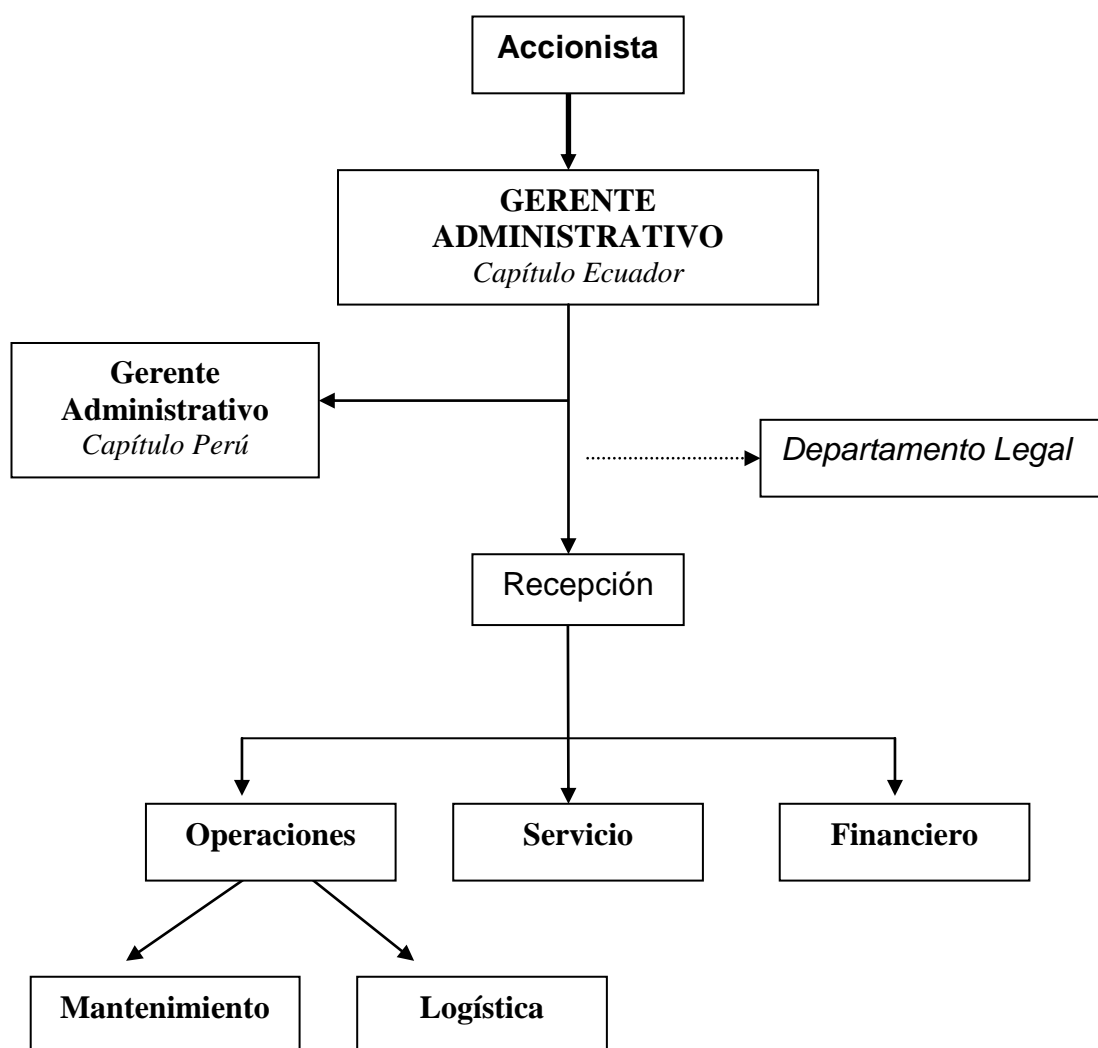 Accionista
GERENTE
ADMINISTRATIVO
Capítulo Ecuador
Gerente
Administrativo
Capítulo Perú
Departamento Legal
Recepción
Operaciones
Servicio
Financiero
Mantenimiento
Logística